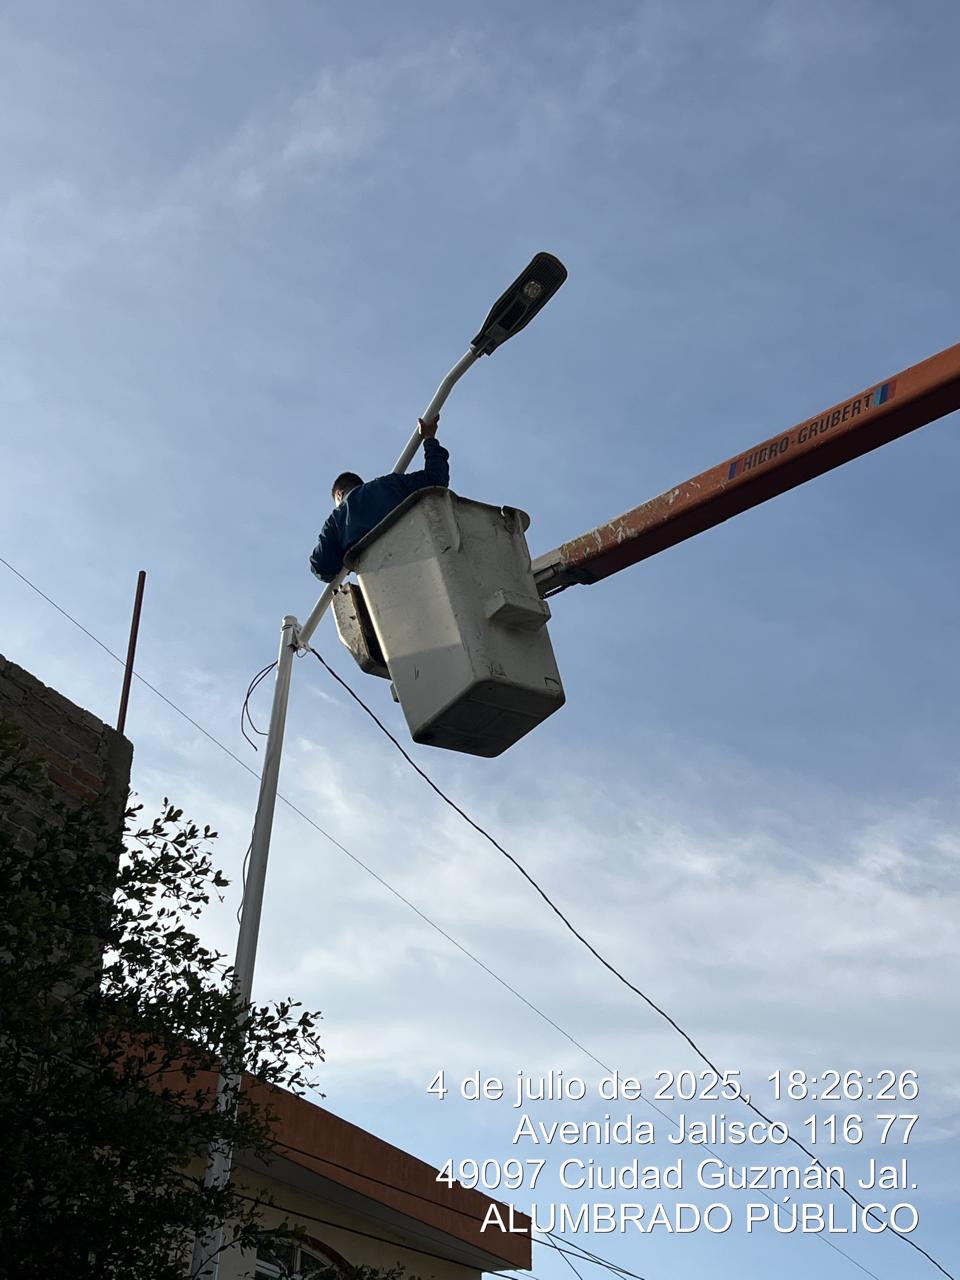 HIDRO-GRUBERT
4 de julio de 2025, 18:26:26
Avenida Jalisco 116 77
49097 Ciudad Guzmán Jal.
ALUMBRADO PÚBLICO